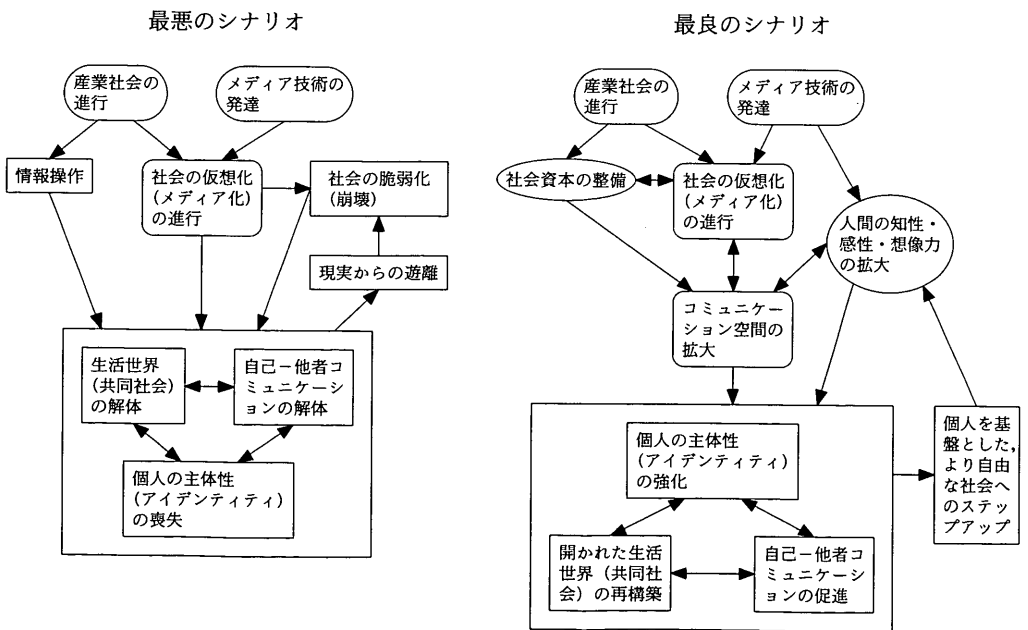 最悪のシナリオ
産業社会の
進行
メディア技術の
発達
情報操作
社会の仮想化
(メディア化)
の進行
社会の脆弱化
(崩壊)
現実からの遊離
生活世界
(共同社会)
の解体
自己－他者コ
ミュニケーシ
ョンの解体
個人の主体性
(アイデンティティ)
の喪失
最良のシナリオ
産業社会の
進行
メディア技術の
発達
社会資本の整備
社会の仮想化
(メディア化)
の進行
人間の知性・
感性・想像力
の拡大
コミュニケー
ション空間の
拡大
個人の主体性
(アイデンティティ)
の強化
開かれた生活
世界（共同社
会）の再構築
自己－他者コ
ミュニケーシ
ョンの促進
個人を基
盤とした,
より自由
な社会へ
のステッ
プアップ